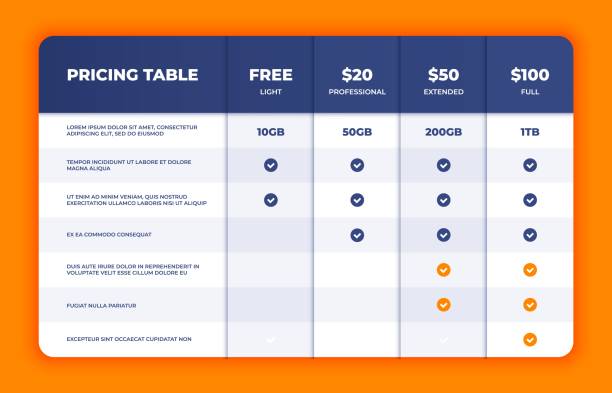 PRICING TABLE
FREE
LIGHT
$20
PROFESSIONAL
$50
EXTENDED
$100
FULL
LOREM IPSUM DOLOR SIT AMET, CONSECTETUR
ADIPISCING ELIT, SED DO EIUSMOD
10GB
50GB
200GB
1TB
TEMPOR INCIDIDUNT UT LABORE ET DOLORE
MAGNA ALIQUA
UT ENIM AD MINIM VENIAM, QUIS NOSTRUD
EXERCITATION ULLAMCO LABORIS NISI UT ALIQUIP
EX EA COMMODO CONSEQUAT
DUIS AUTE IRURE DOLOR IN REPREHENDERIT IN
VOLUPTATE VELIT ESSE CILLUM DOLORE EU
FUGIAT NULLA PARIATUR
EXCEPTEUR SINT OCCAECAT CUPIDATAT NON